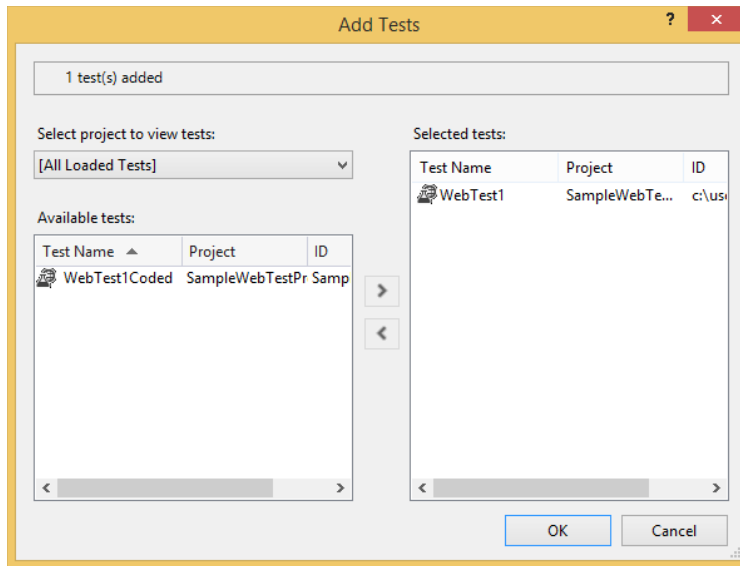 Add Tests
?
1 test(s) added
Select project to view tests:
[All Loaded Tests]
Available tests:
Test Name Project ID
WebTest1Coded SampleWebTestPr Samp
Selected tests:
Test Name Project ID
WebTest1 SampleWebTe... c:\use
OK Cancel